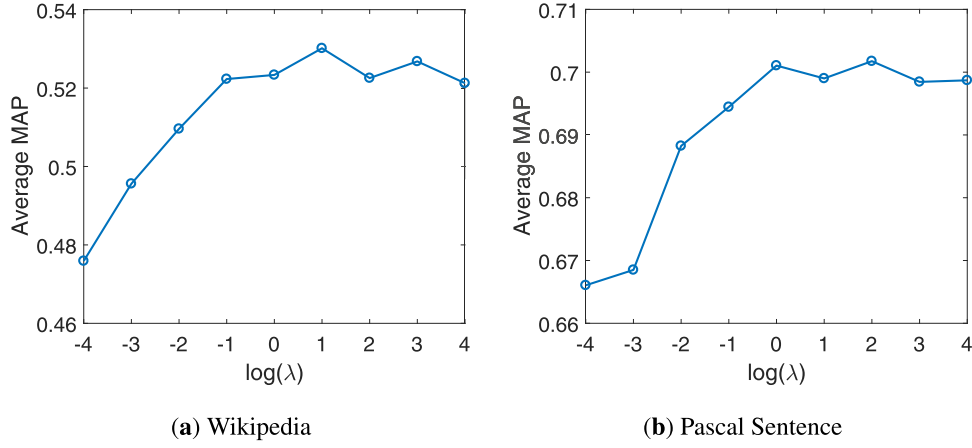 0.54
0.52
0.5
0.48
0.46
Average MAP
-4 -3 -2 -1 0 1 2 3 4
log(λ)
(a) Wikipedia
0.71
0.7
0.69
0.68
0.67
0.66
Average MAP
-4 -3 -2 -1 0 1 2 3 4
log(λ)
(b) Pascal Sentence